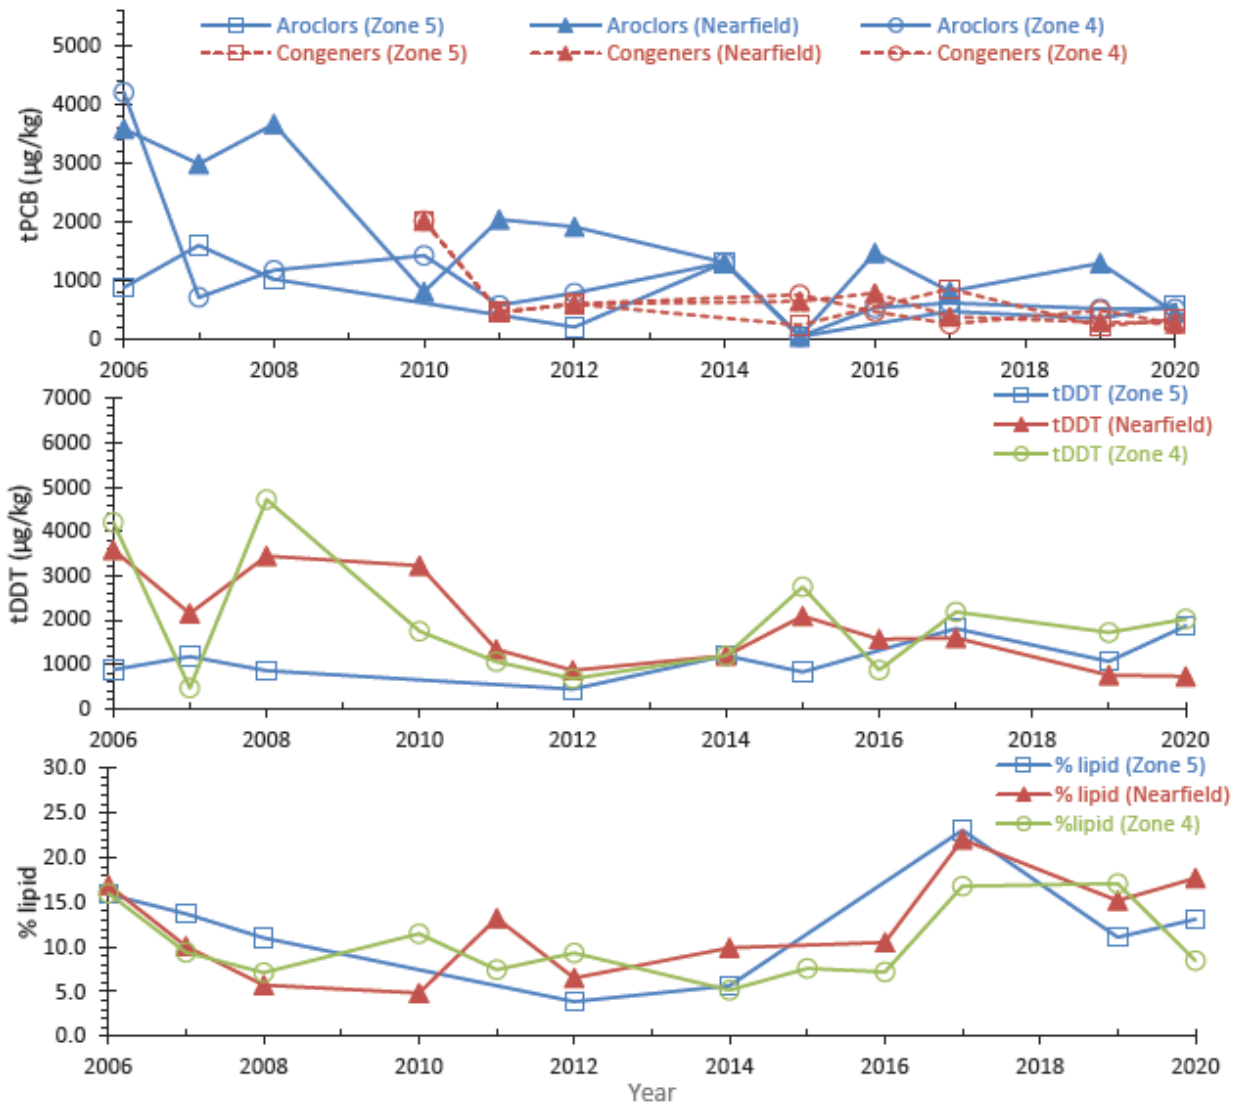 Aroclors (Zone 5) Aroclors (Nearfield) Aroclors (Zone 4)
Congeners (Zone 5) Congeners (Nearfield) Congeners (Zone 4)
tPCB (µg/kg)
5000
4000
3000
2000
1000
0
2006 2008 2010 2012 2014 2016 2018 2020
tDDT (Zone 5)
tDDT (Nearfield)
tDDT (Zone 4)
tDDT (µg/kg)
7000
6000
5000
4000
3000
2000
1000
0
2006 2008 2010 2012 2014 2016 2018 2020
% lipid (Zone 5)
% lipid (Nearfield)
%lipid (Zone 4)
% lipid
30.0
25.0
20.0
15.0
10.0
5.0
0.0
2006 2008 2010 2012 2014 2016 2018 2020
Year